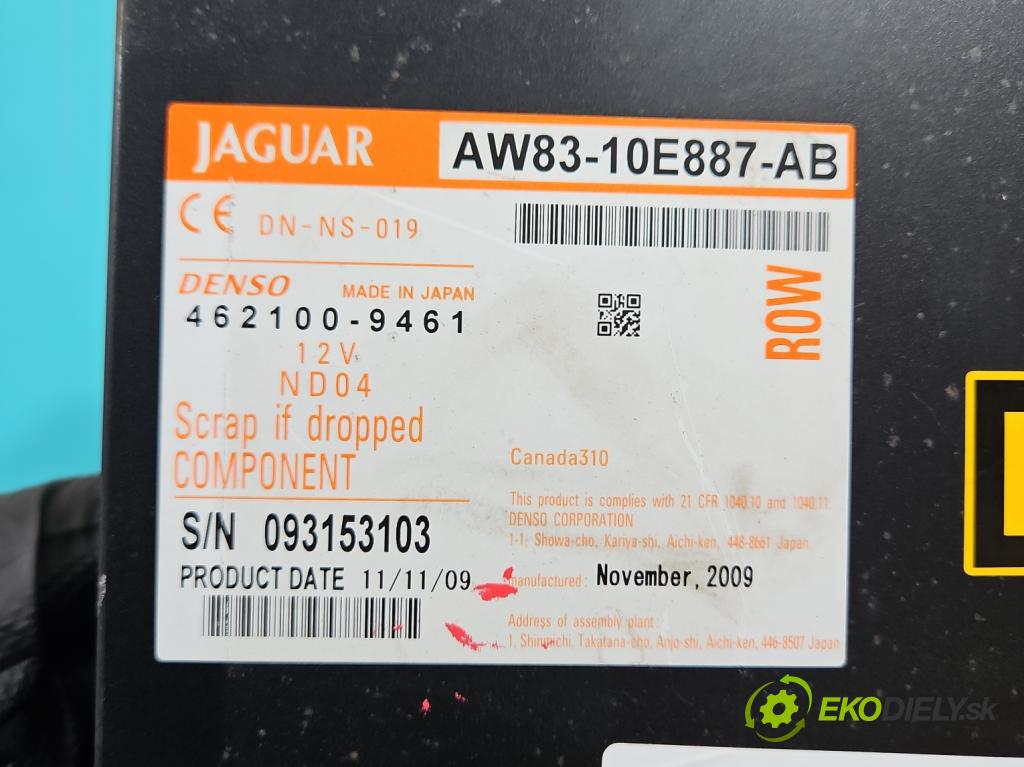 JAGUAR AW83-10E887-AB
CE DN-NS-019
DENSO MADE IN JAPAN
462100-9461
12V
ND04
ROW
Scrap if dropped
COMPONENT
Canada310
This product is complies with 21 CFR 1040.10 and 1040.11.
DENSO CORPORATION
1-1, Showa-cho, Kariya-shi, Aichi-ken, 448-8661 Japan
S/N 093153103
PRODUCT DATE 11/11/09
manufactured: November, 2009
Address of assembly plant:
1, Shinmichi, Takatana-cho, Anjo-shi, Aichi-ken, 446-8507 Japan
EKODIELY.sk